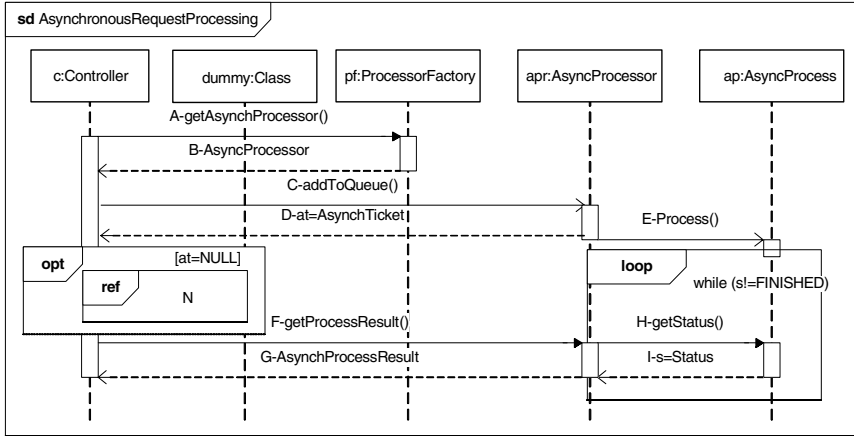 sd AsynchronousRequestProcessing
c:Controller
dummy:Class
pf:ProcessorFactory
apr:AsyncProcessor
ap:AsyncProcess
A-getAsynchProcessor()
B-AsyncProcessor
C-addToQueue()
D-at=AsynchTicket
E-Process()
opt
[at=NULL]
loop
while (s!=FINISHED)
ref
N
F-getProcessResult()
H-getStatus()
G-AsynchProcessResult
I-s=Status